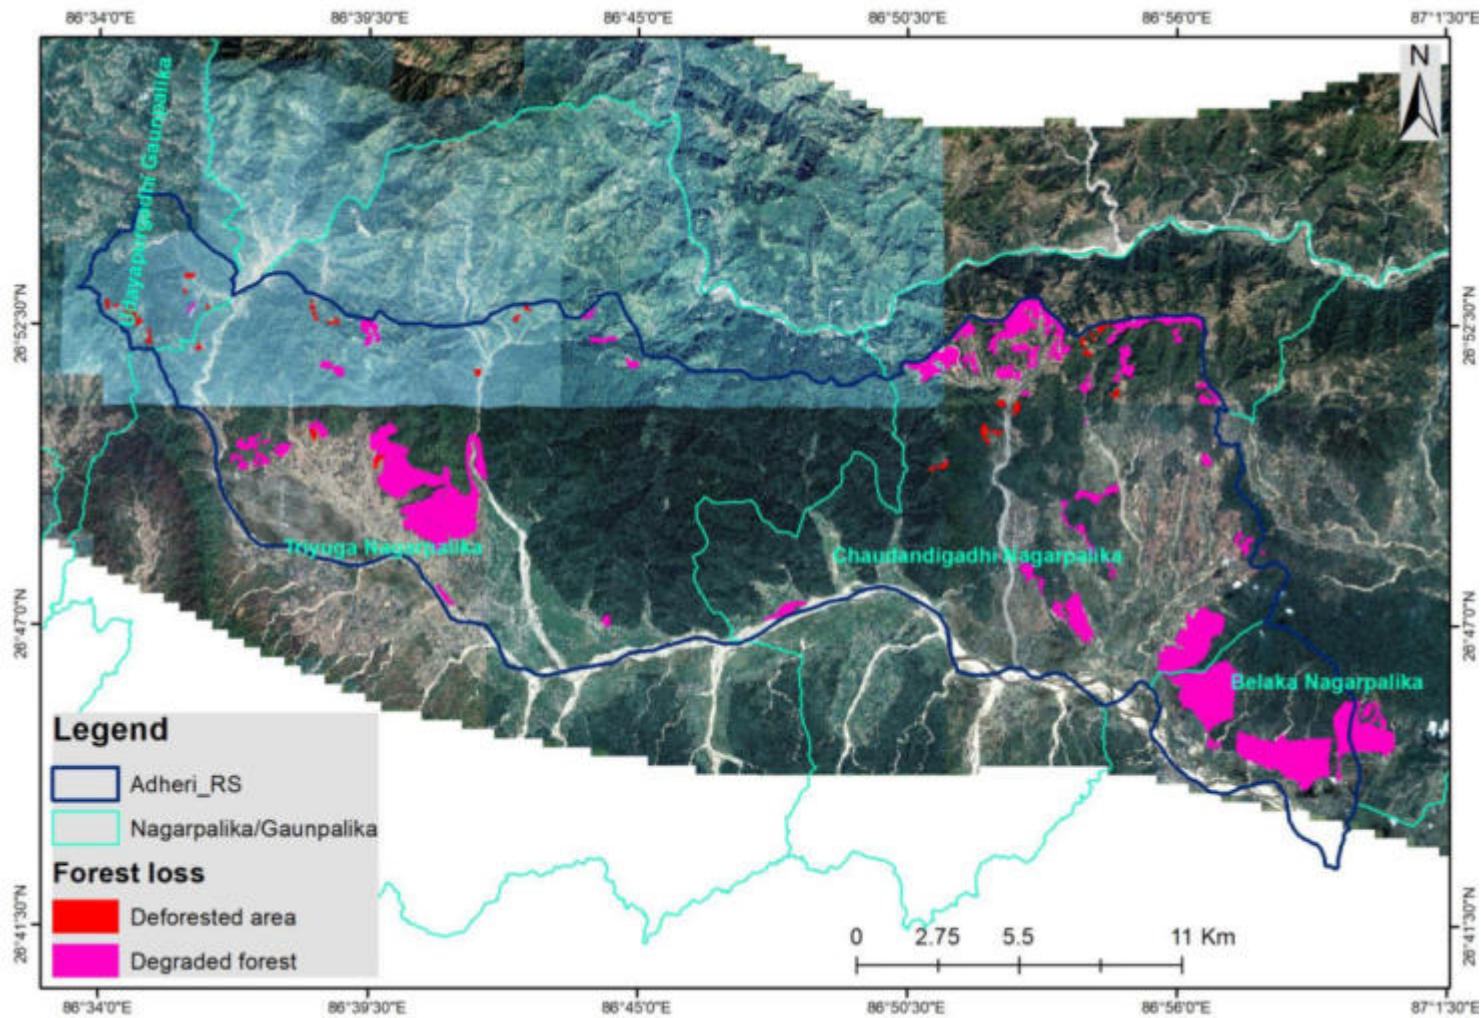 86°34'0"E 86°39'30"E 86°45'0"E 86°50'30"E 86°56'0"E 87°1'30"E
N
Udayapurgadhi Gaunpalika
26°52'30"N
26°52'30"N
Triyuga Nagarpalika
Chaudandigadhi Nagarpalika
26°47'0"N
26°47'0"N
Belaka Nagarpalika
Legend
Adheri_RS
Nagarpalika/Gaunpalika
Forest loss
Deforested area
Degraded forest
26°41'30"N
26°41'30"N
0 2.75 5.5 11 Km
86°34'0"E 86°39'30"E 86°45'0"E 86°50'30"E 86°56'0"E 87°1'30"E